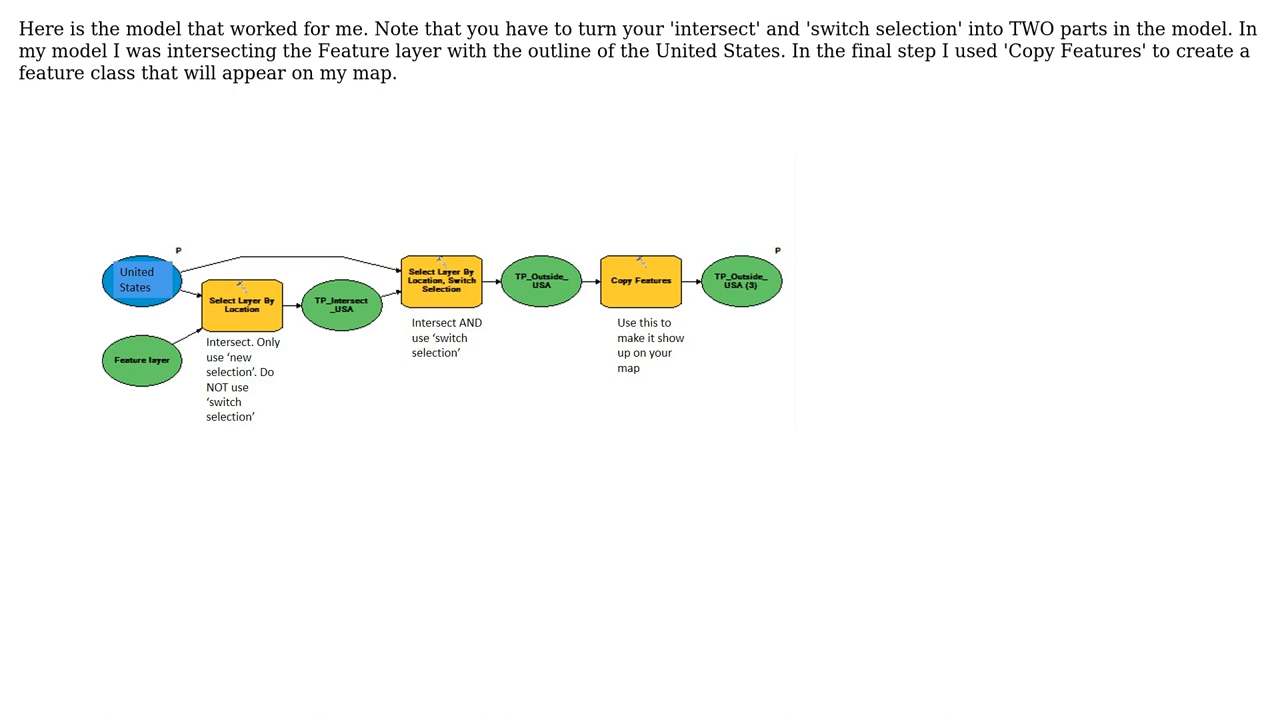 Here is the model that worked for me. Note that you have to turn your 'intersect' and 'switch selection' into TWO parts in the model. In
my model I was intersecting the Feature layer with the outline of the United States. In the final step I used 'Copy Features' to create a
feature class that will appear on my map.
P
United
States
Feature layer
Select Layer By
Location
Intersect. Only
use ‘new
selection’. Do
NOT use
‘switch
selection’
TP_Intersect
_USA
Select Layer By
Location, Switch
Selection
Intersect AND
use ‘switch
selection’
TP_Outside_
USA
Copy Features
Use this to
make it show
up on your
map
P
TP_Outside_
USA (3)